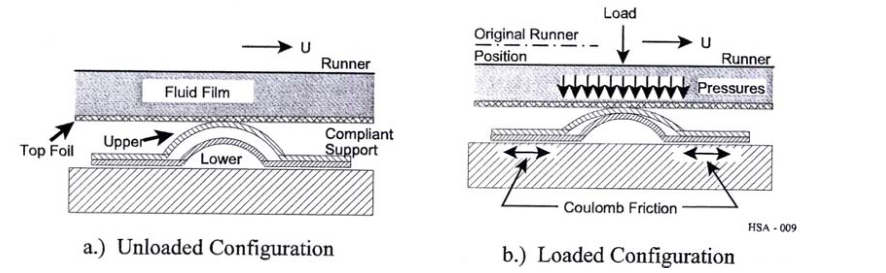 U
Runner
Fluid Film
Top Foil
Upper
Lower
Compliant
Support
a.) Unloaded Configuration
Load
Original Runner
Position
U
Runner
Pressures
Coulomb Friction
HSA - 009
b.) Loaded Configuration